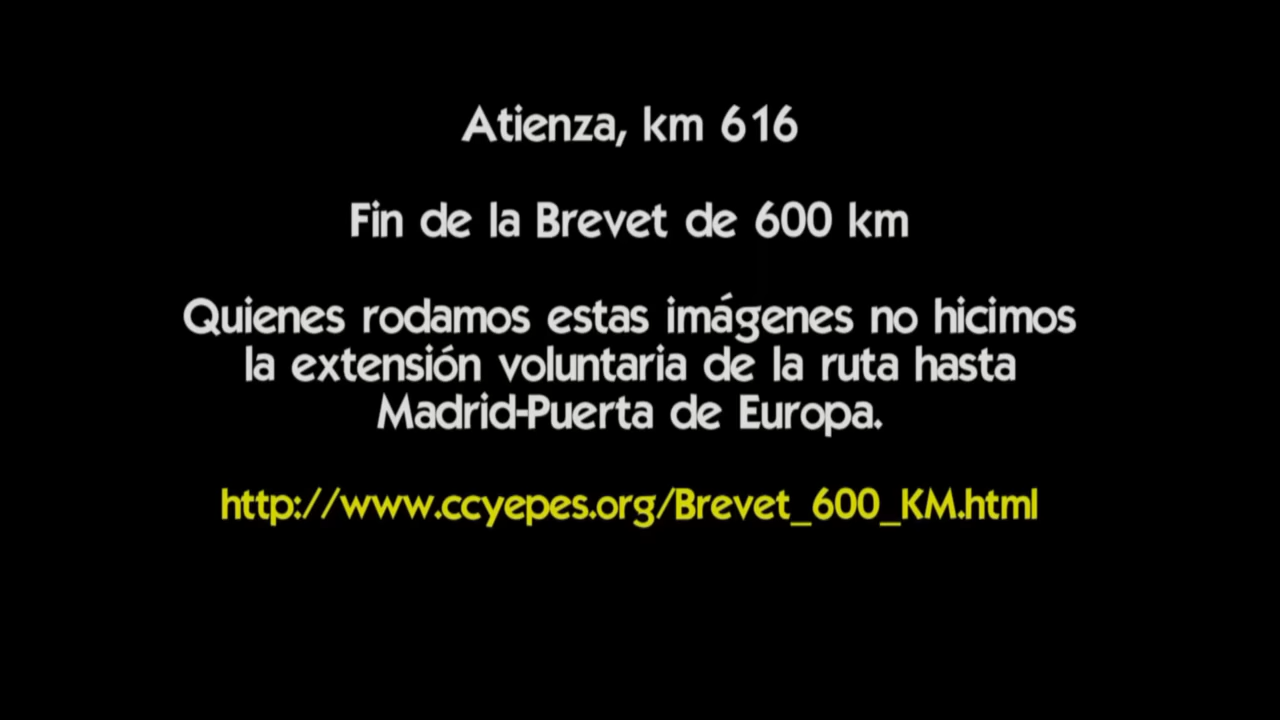 Atienza, km 616
Fin de la Brevet de 600 km
Quienes rodamos estas imágenes no hicimos
la extensión voluntaria de la ruta hasta
Madrid-Puerta de Europa.
http://www.ccyepes.org/Brevet_600_KM.html